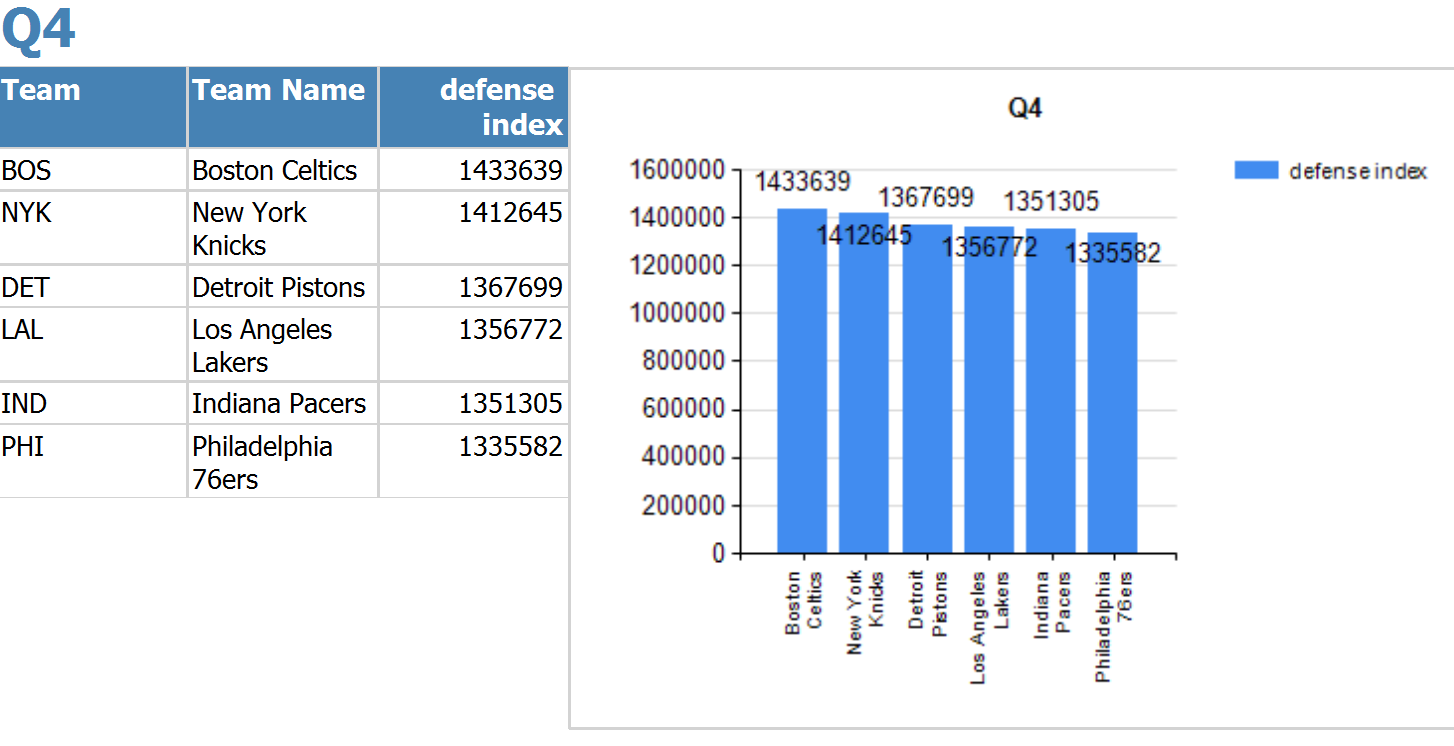 Q4
Team Team Name defense
index
BOS Boston Celtics 1433639
NYK New York 1412645
Knicks
DET Detroit Pistons 1367699
LAL Los Angeles 1356772
Lakers
IND Indiana Pacers 1351305
PHI Philadelphia 1335582
76ers
Q4
defense index
1600000
1400000
1200000
1000000
800000
600000
400000
200000
0
1433639
1412645
1367699
1356772
1351305
1335582
Boston
Celtics
New York
Knicks
Detroit
Pistons
Los Angeles
Lakers
Indiana
Pacers
Philadelphia
76ers